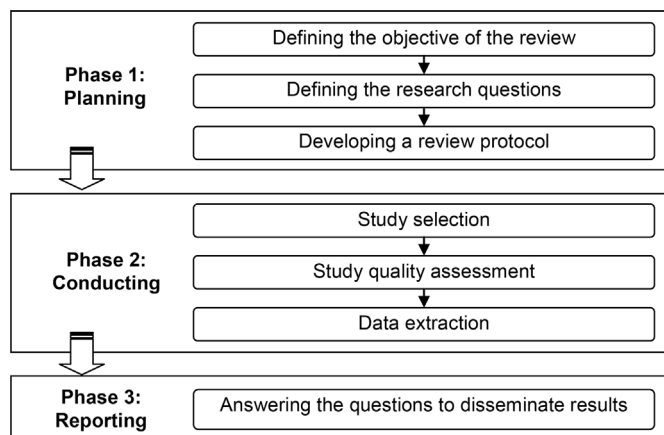 Phase 1:
Planning
Defining the objective of the review
Defining the research questions
Developing a review protocol
Phase 2:
Conducting
Study selection
Study quality assessment
Data extraction
Phase 3:
Reporting
Answering the questions to disseminate results